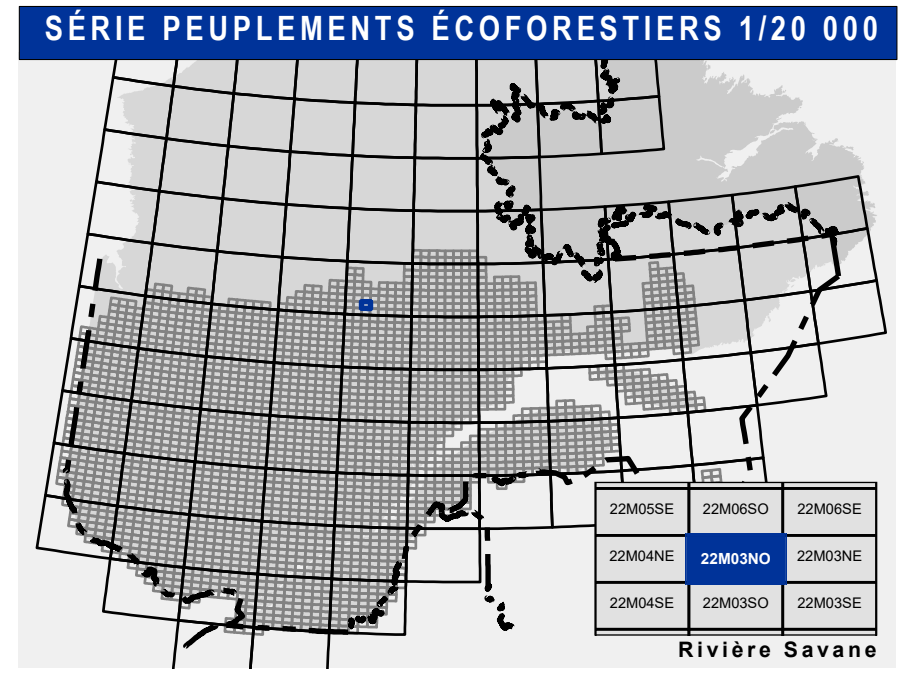 SÉRIE PEUPLEMENTS ÉCOFORESTIERS 1/20 000
22M05SE 22M06SO 22M06SE
22M04NE 22M03NO 22M03NE
22M04SE 22M03SO 22M03SE
Rivière Savane